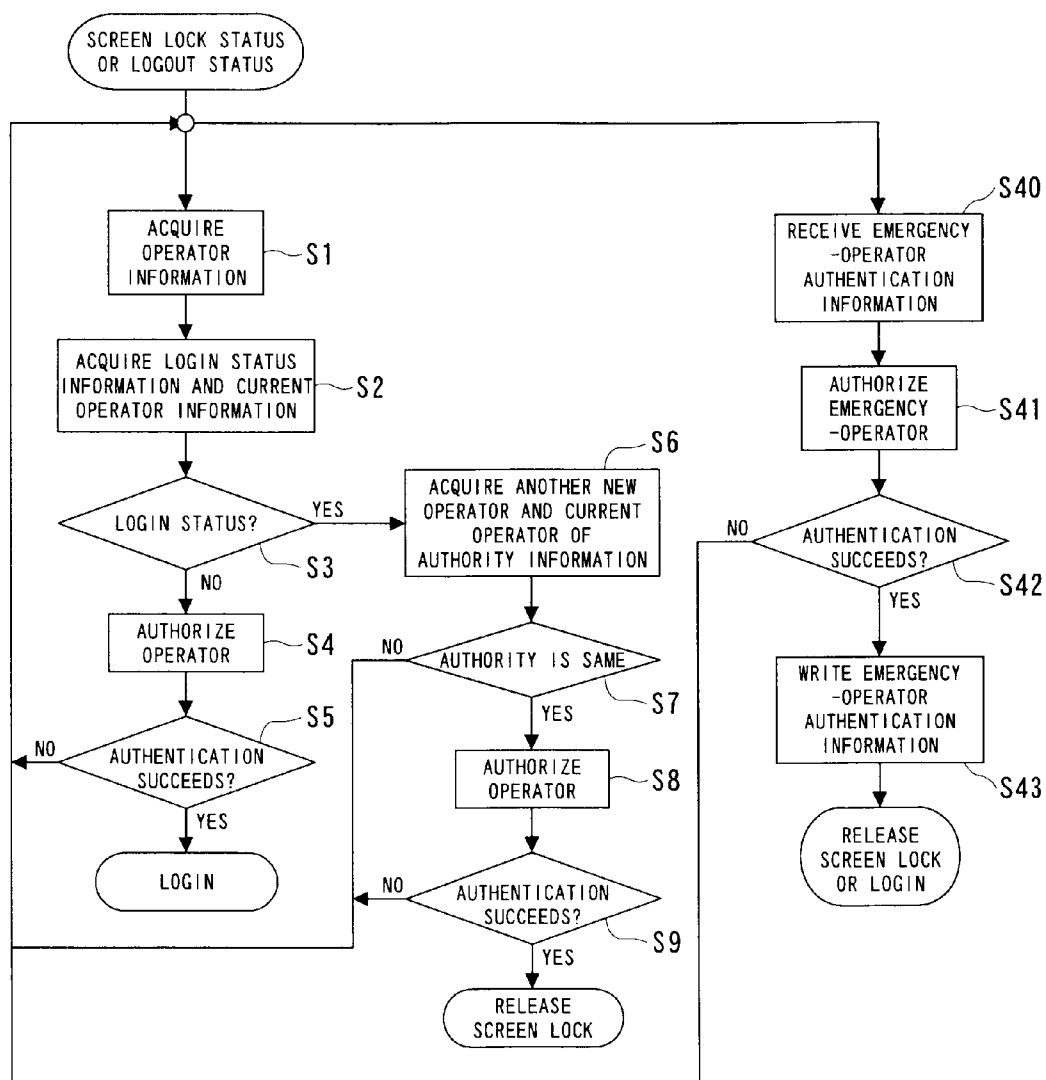 SCREEN LOCK STATUS
OR LOGOUT STATUS
ACQUIRE
OPERATOR
INFORMATION
S1
ACQUIRE LOGIN STATUS
INFORMATION AND CURRENT
OPERATOR INFORMATION
S2
LOGIN STATUS?
S3
YES
NO
AUTHORIZE
OPERATOR
S4
AUTHENTICATION
SUCCEEDS?
S5
NO
YES
LOGIN
S6
ACQUIRE ANOTHER NEW
OPERATOR AND CURRENT
OPERATOR OF
AUTHORITY INFORMATION
AUTHORITY IS SAME
S7
NO
YES
AUTHORIZE
OPERATOR
S8
AUTHENTICATION
SUCCEEDS?
S9
NO
YES
RELEASE
SCREEN LOCK
S40
RECEIVE EMERGENCY
-OPERATOR
AUTHENTICATION
INFORMATION
AUTHORIZE
EMERGENCY
-OPERATOR
S41
AUTHENTICATION
SUCCEEDS?
S42
NO
YES
WRITE EMERGENCY
-OPERATOR
AUTHENTICATION
INFORMATION
S43
RELEASE
SCREEN LOCK
OR LOGIN